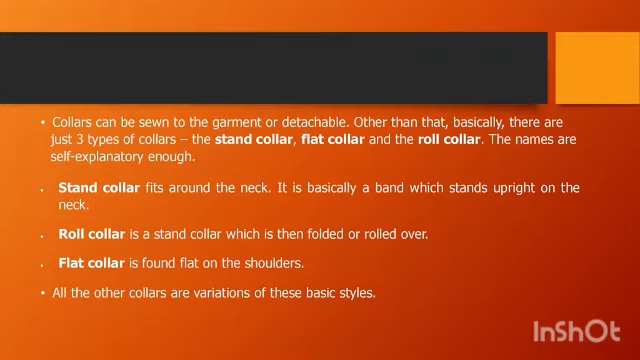 • Collars can be sewn to the garment or detachable. Other than that, basically, there are
just 3 types of collars – the stand collar, flat collar and the roll collar. The names are
self-explanatory enough.
• Stand collar fits around the neck. It is basically a band which stands upright on the
neck.
• Roll collar is a stand collar which is then folded or rolled over.
• Flat collar is found flat on the shoulders.
• All the other collars are variations of these basic styles.
InShOt